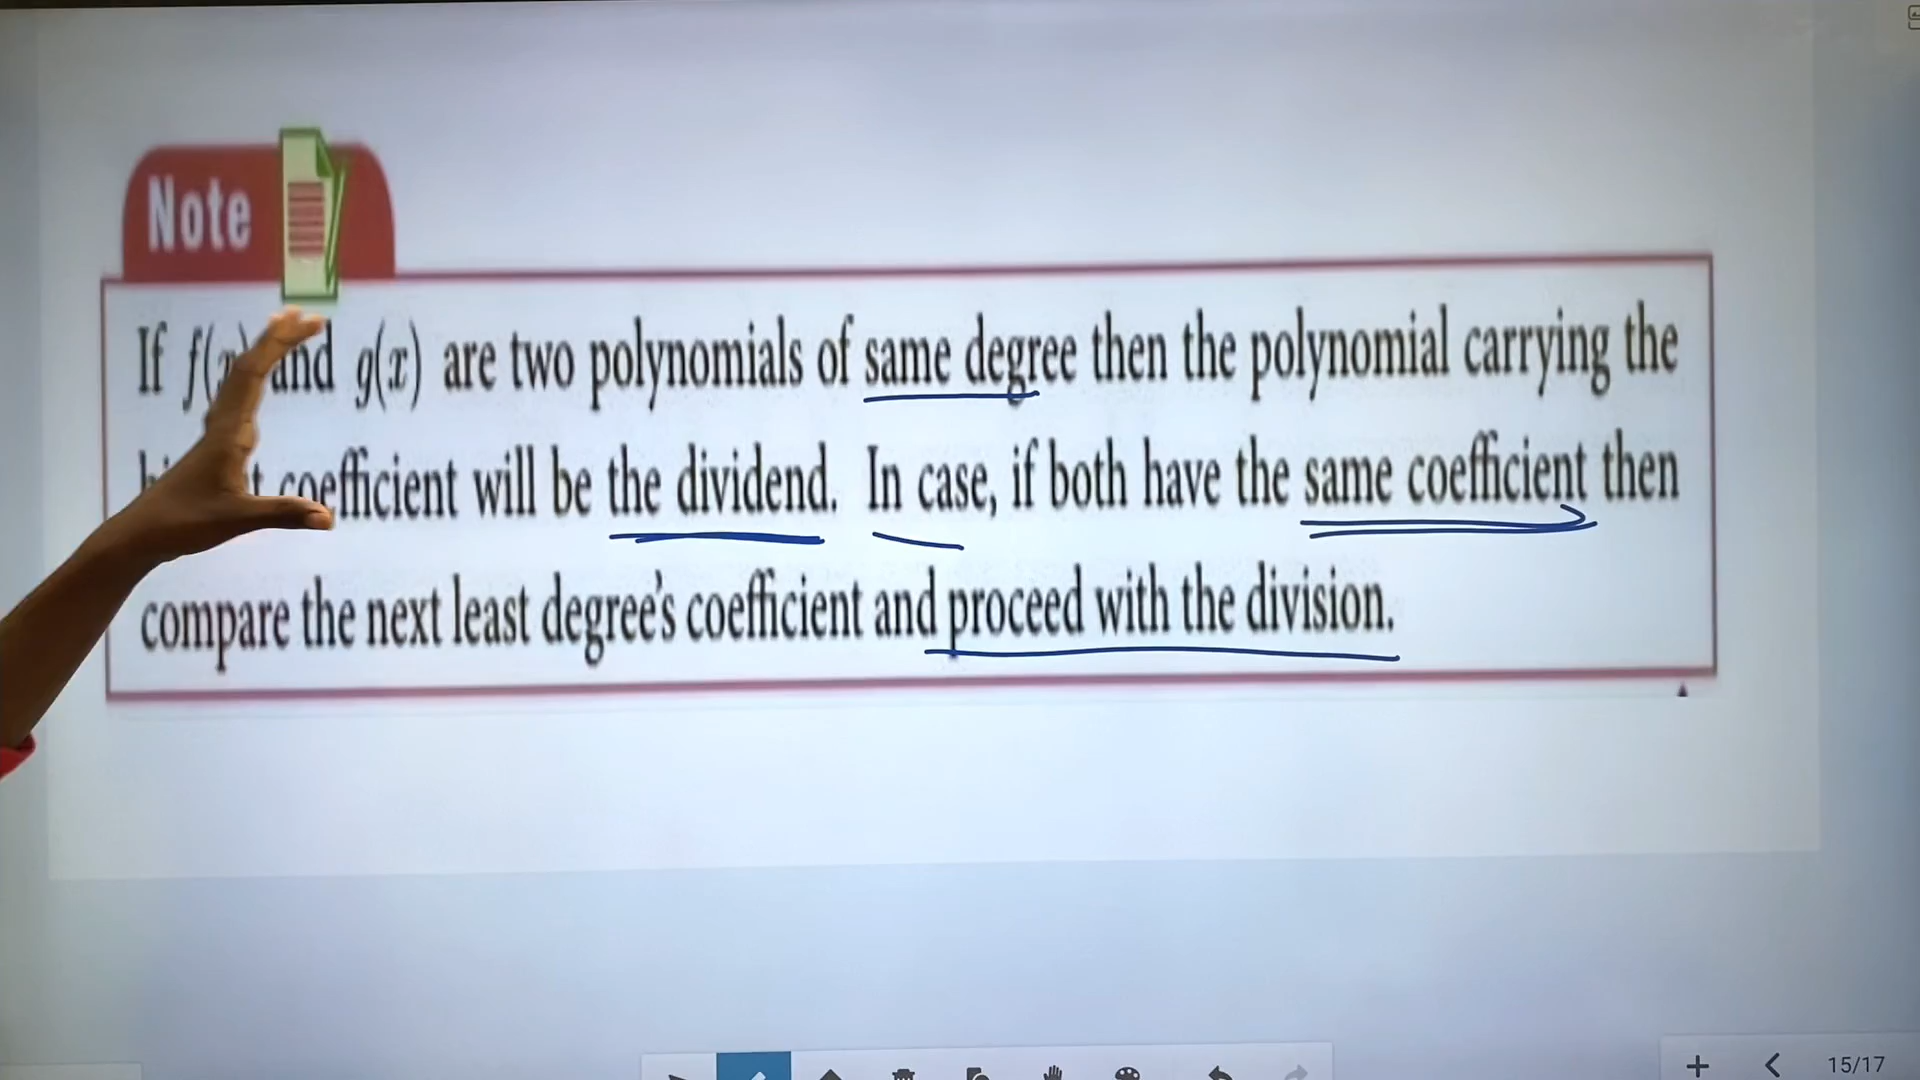 Note
If and g(x) are two polynomials of same degree then the polynomial carrying the
coefficient will be the dividend. In case, if both have the same coefficient then
compare the next least degree's coefficient and proceed with the division.
15/17